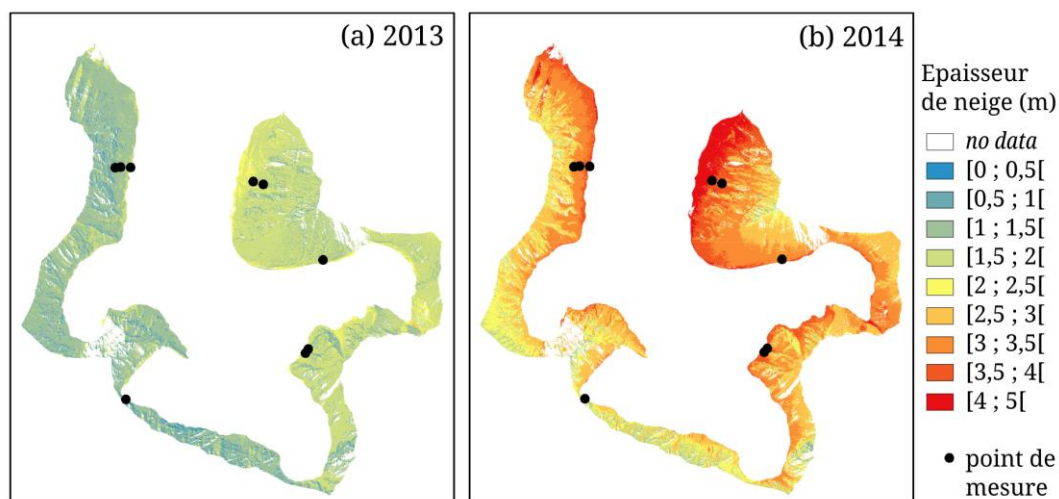 (a) 2013
(b) 2014
Epaisseur
de neige (m)
no data
[0 ; 0,5[
[0,5 ; 1[
[1 ; 1,5[
[1,5 ; 2[
[2 ; 2,5[
[2,5 ; 3[
[3 ; 3,5[
[3,5 ; 4[
[4 ; 5[
point de
mesure